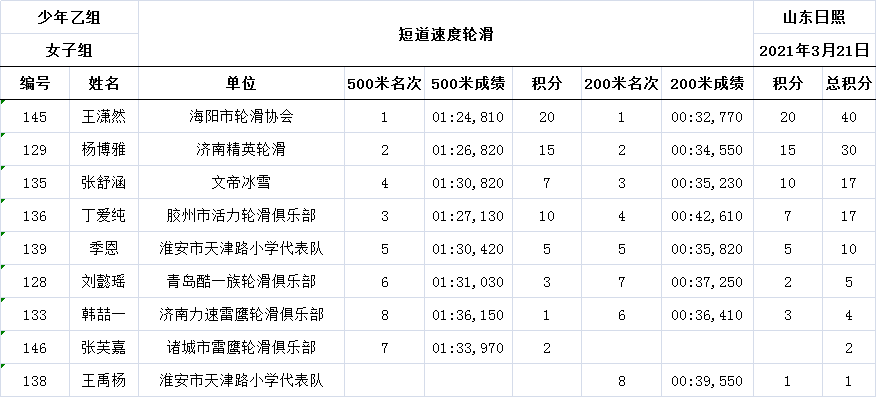 少年乙组 短道速度轮滑 山东日照
女子组 2021年3月21日
编号 姓名 单位 500米名次 500米成绩 积分 200米名次 200米成绩 积分 总积分
145 王潇然 海阳市轮滑协会 1 01:24,810 20 1 00:32,770 20 40
129 杨博雅 济南精英轮滑 2 01:26,820 15 2 00:34,550 15 30
135 张舒涵 文帝冰雪 4 01:30,820 7 3 00:35,230 10 17
136 丁爱纯 胶州市活力轮滑俱乐部 3 01:27,130 10 4 00:42,610 7 17
139 季恩 淮安市天津路小学代表队 5 01:30,420 5 5 00:35,820 5 10
128 刘懿瑶 青岛酷一族轮滑俱乐部 6 01:31,030 3 7 00:37,250 2 5
133 韩喆一 济南力速雷鹰轮滑俱乐部 8 01:36,150 1 6 00:36,410 3 4
146 张芙嘉 诸城市雷鹰轮滑俱乐部 7 01:33,970 2 2
138 王禹杨 淮安市天津路小学代表队 8 00:39,550 1 1